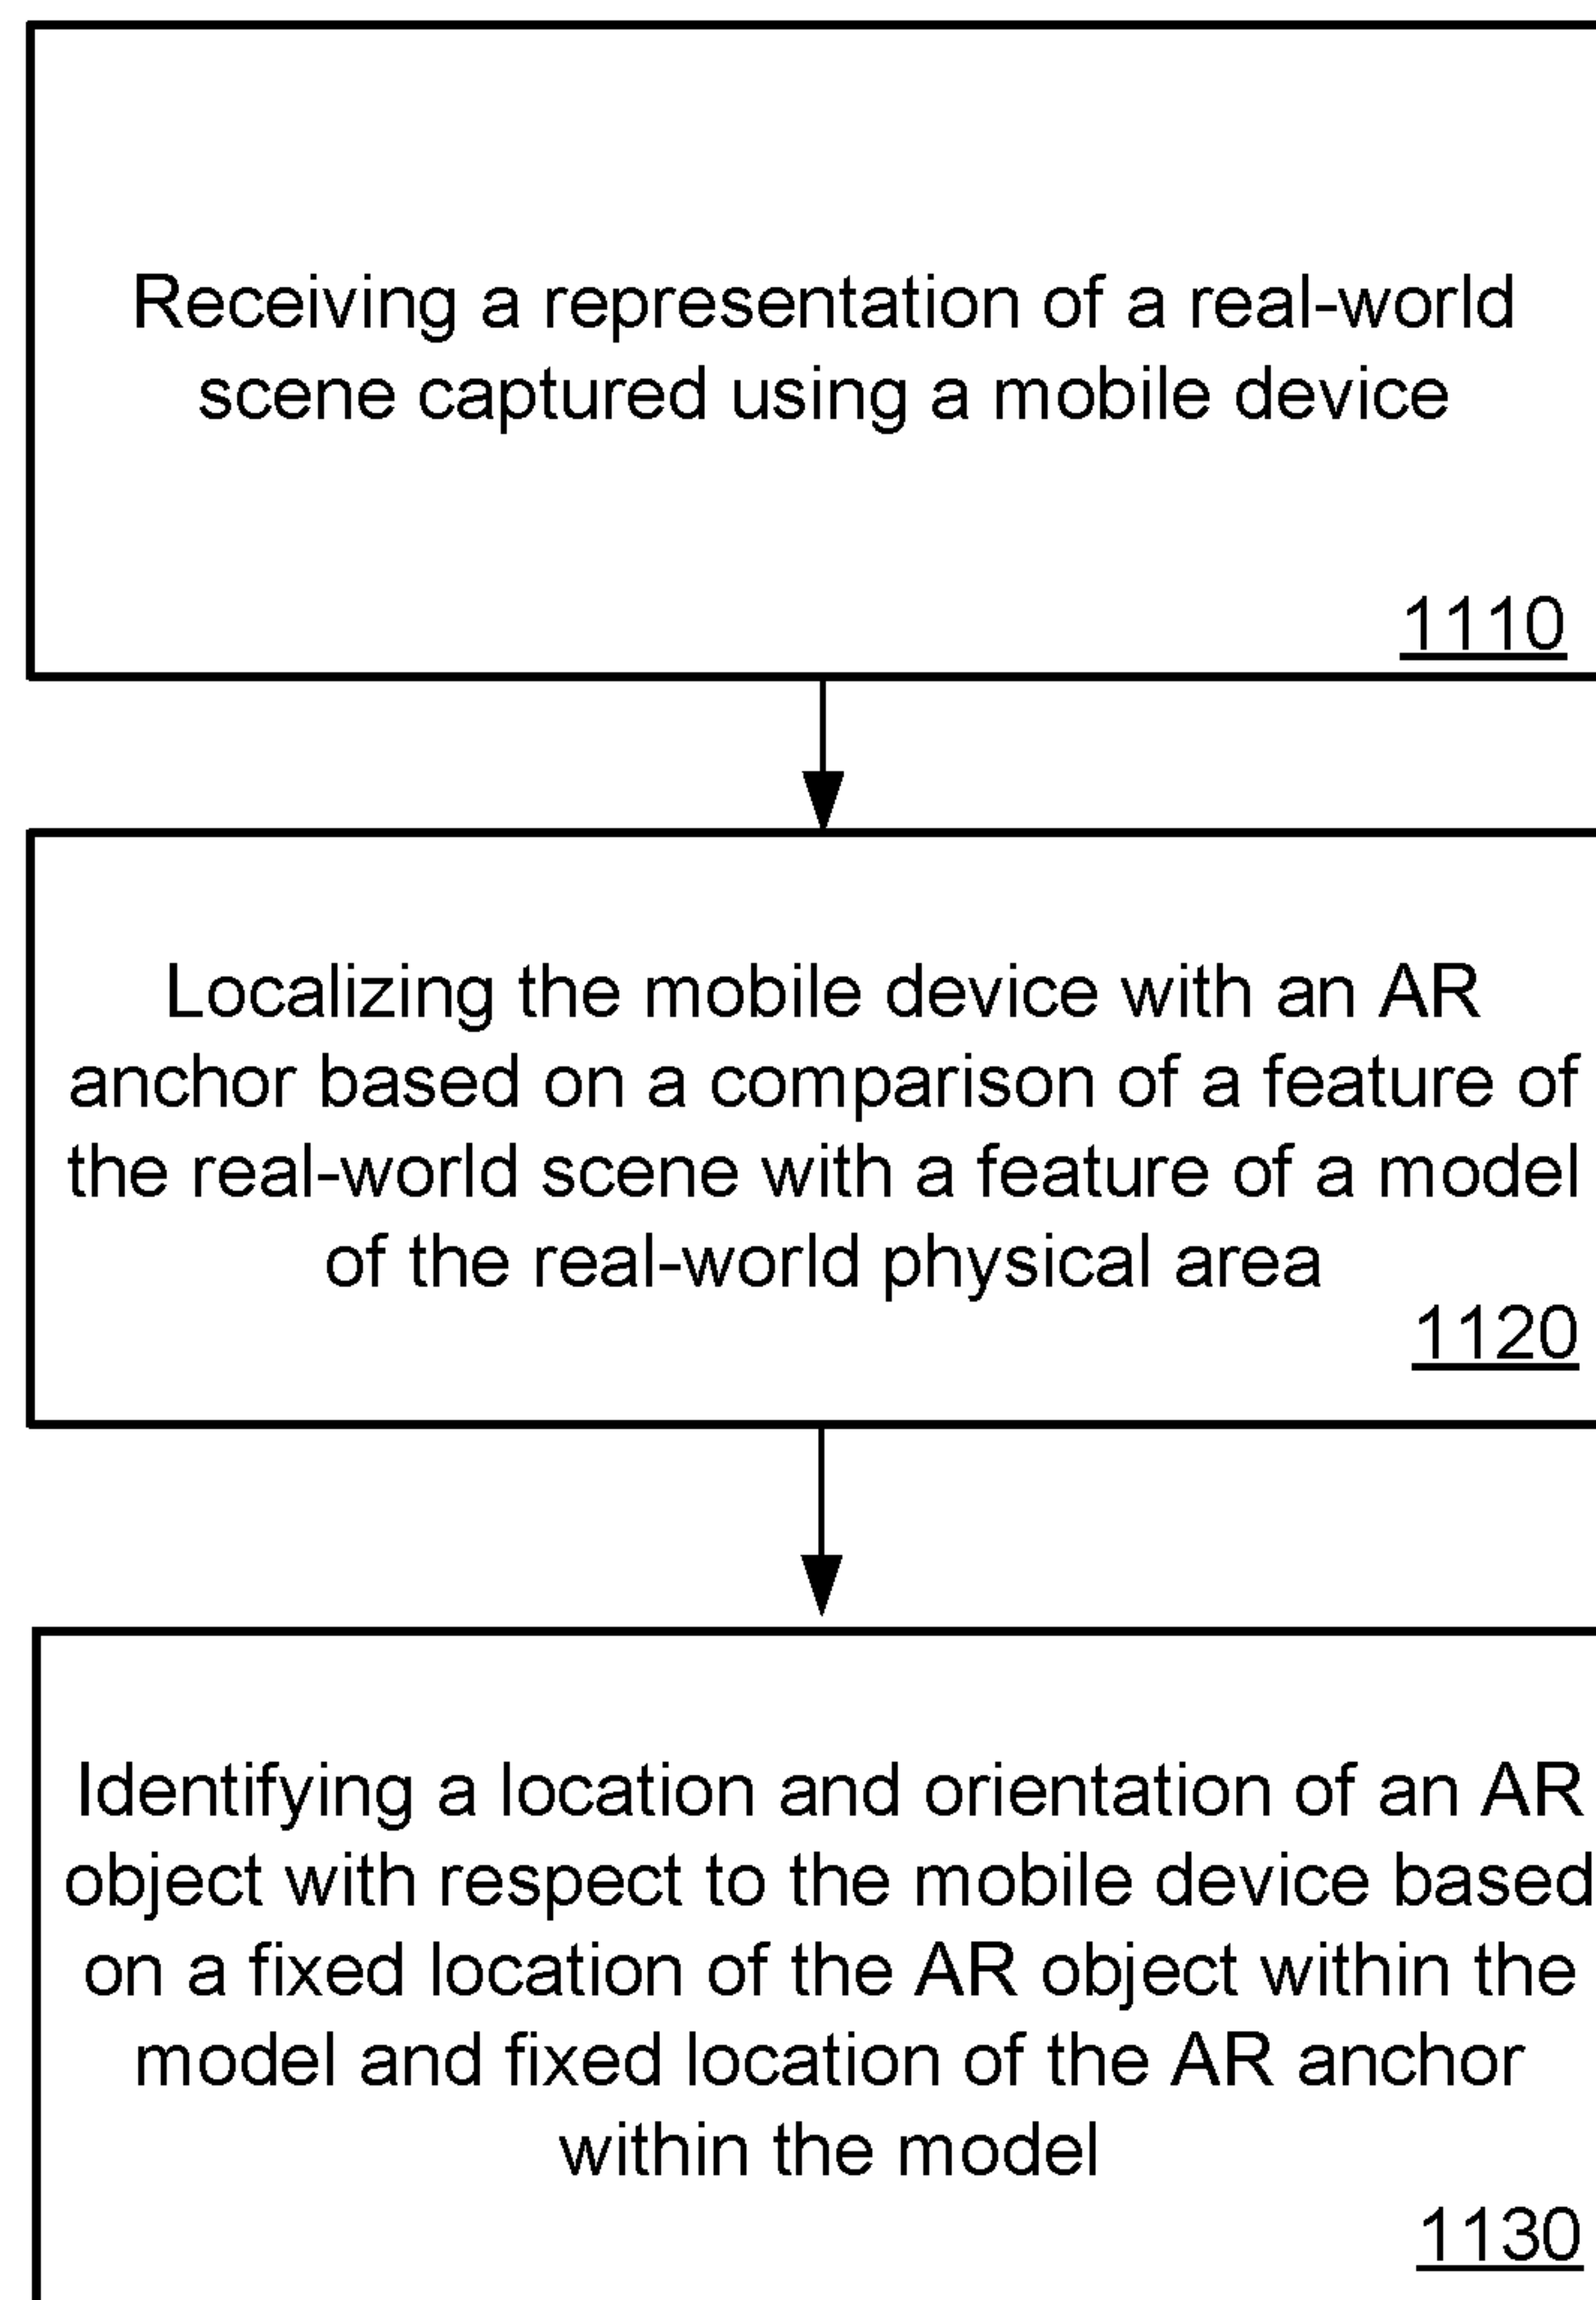 Receiving a representation of a real-world
scene captured using a mobile device
1110
Localizing the mobile device with an AR
anchor based on a comparison of a feature of
the real-world scene with a feature of a model
of the real-world physical area
1120
Identifying a location and orientation of an AR
object with respect to the mobile device based
on a fixed location of the AR object within the
model and fixed location of the AR anchor
within the model
1130